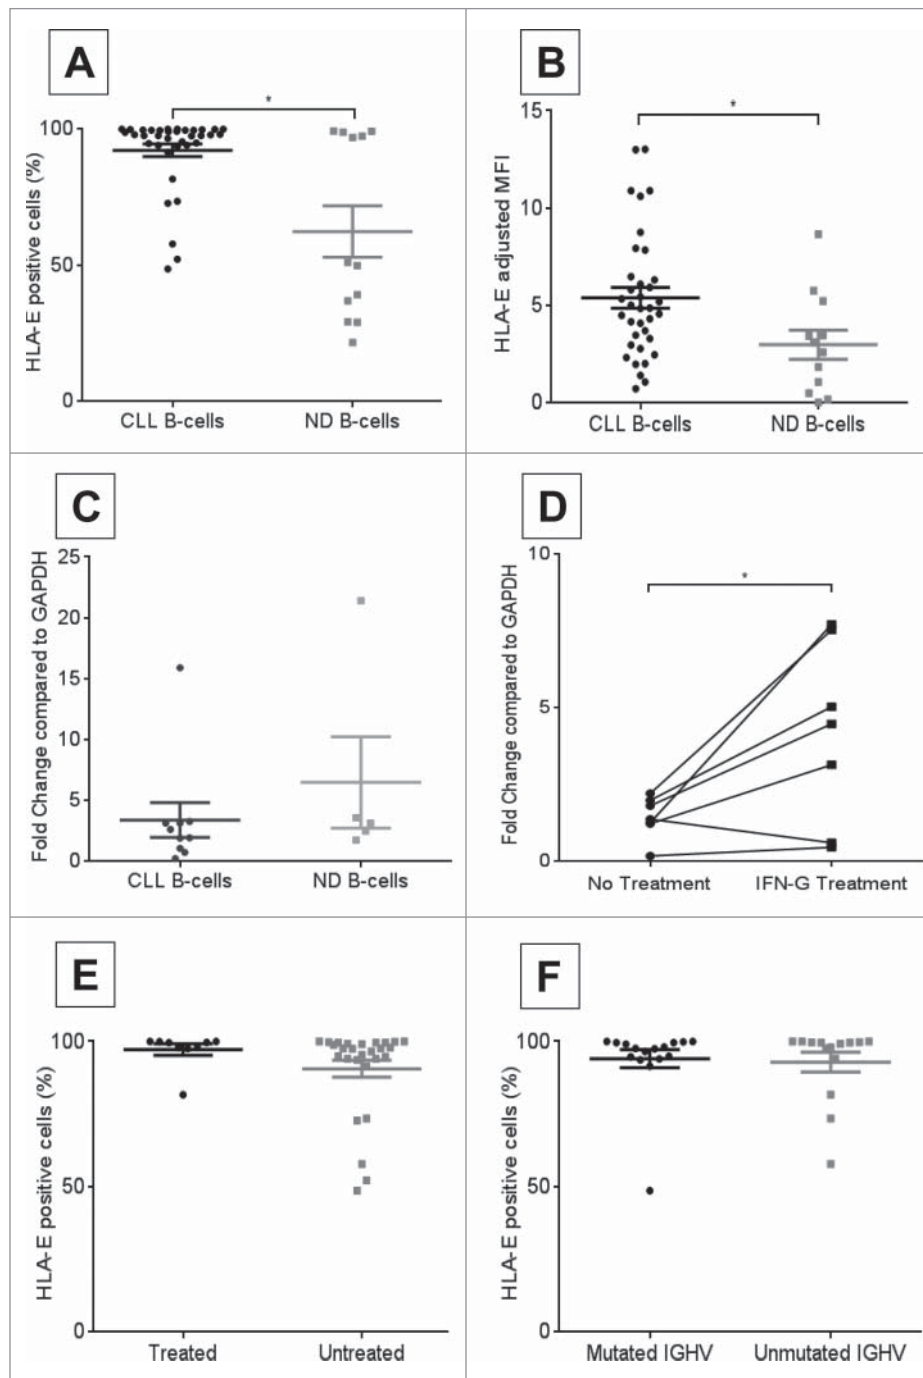 A
*
HLA-E positive cells (%)
100
50
0
CLL B-cells
ND B-cells
B
*
HLA-E adjusted MFI
15
10
5
0
CLL B-cells
ND B-cells
C
Fold Change compared to GAPDH
25
20
15
10
5
0
CLL B-cells
ND B-cells
D
*
Fold Change compared to GAPDH
10
5
0
No Treatment
IFN-G Treatment
E
HLA-E positive cells (%)
100
50
0
Treated
Untreated
F
HLA-E positive cells (%)
100
50
0
Mutated IGHV
Unmutated IGHV